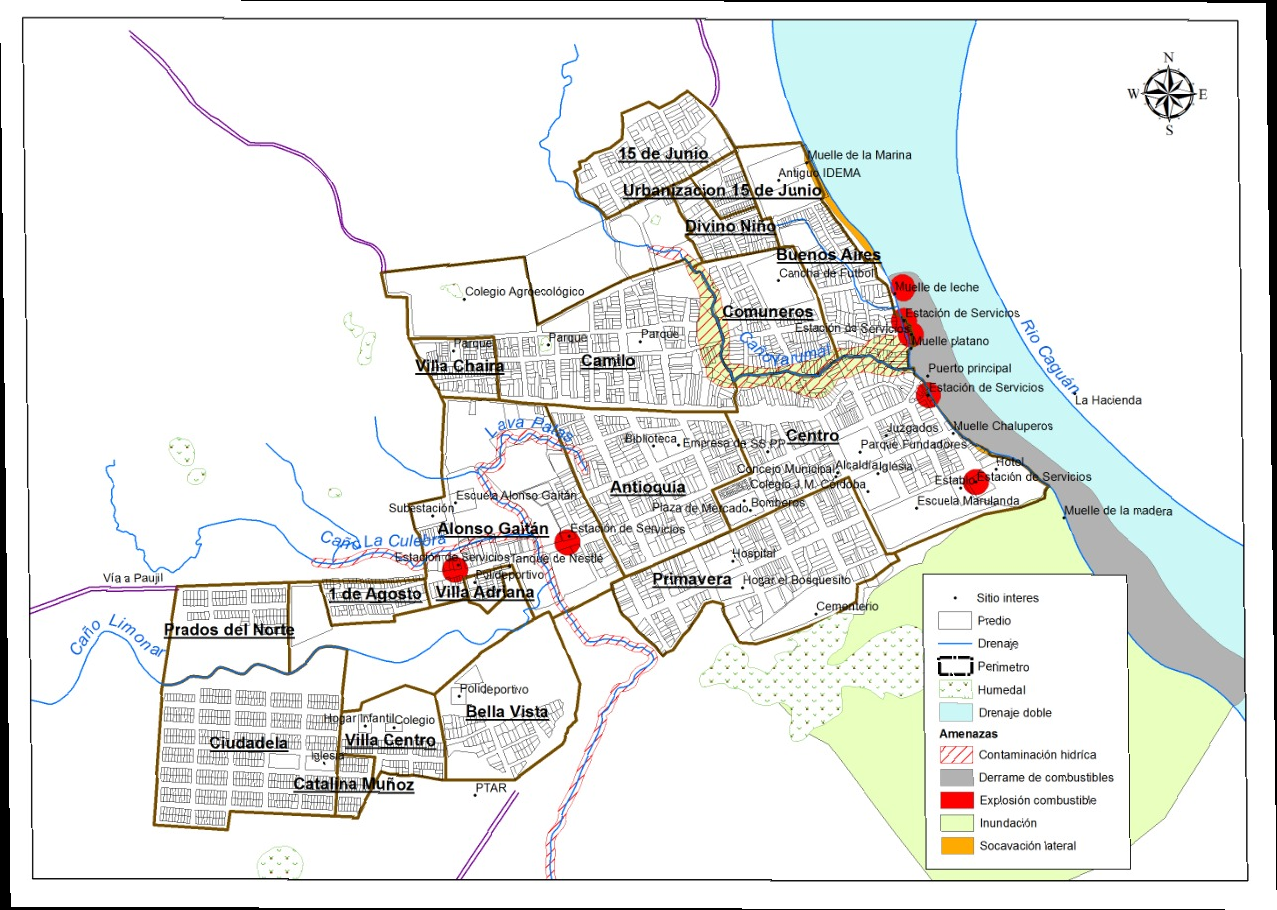 N
W E
S
15 de Junio
Muelle de la Marina
Antiguo IDEMA
Urbanizacion 15 de Junio
Divino Niño
Buenos Aires
Cancha de Futbol
Colegio Agroecológico
Muelle de leche
Comuneros
Estación de Servicios
Estación de Servicios
Muelle platano
Rio Caguán
Parque
Parque
Parque
Caño Yarumal
Villa Chaira
Camilo
Puerto principal
Estación de Servicios
La Hacienda
Lava Patas
Biblioteca
Empresa de SS.PP
Centro
Juzgados
Muelle Chaluperos
Parque Fundadores
Concejo Municipal
Alcaldía
Iglesia
Hotel
Colegio J.M. Córdoba
Establo
Estación de Servicios
Antioquia
Escuela Alonso Gaitán
Subestación
Plaza de Mercado
Bomberos
Escuela Marulanda
Muelle de la madera
Alonso Gaitán
Estación de Servicios
Caño La Culebra
Estación de Servicios
Tanque de Nestlé
Hospital
Vía a Paujil
Polideportivo
Primavera
Hogar el Bosquesito
1 de Agosto
Villa Adriana
Cementerio
Prados del Norte
Caño Limonar
Polideportivo
Bella Vista
Hogar Infantil
Colegio
Ciudadela
Villa Centro
Iglesia
Catalina Muñoz
PTAR
Sitio interes
Predio
Drenaje
Perimetro
Humedal
Drenaje doble
Amenazas
Contaminación hidríca
Derrame de combustibles
Explosión combustible
Inundación
Socavación lateral